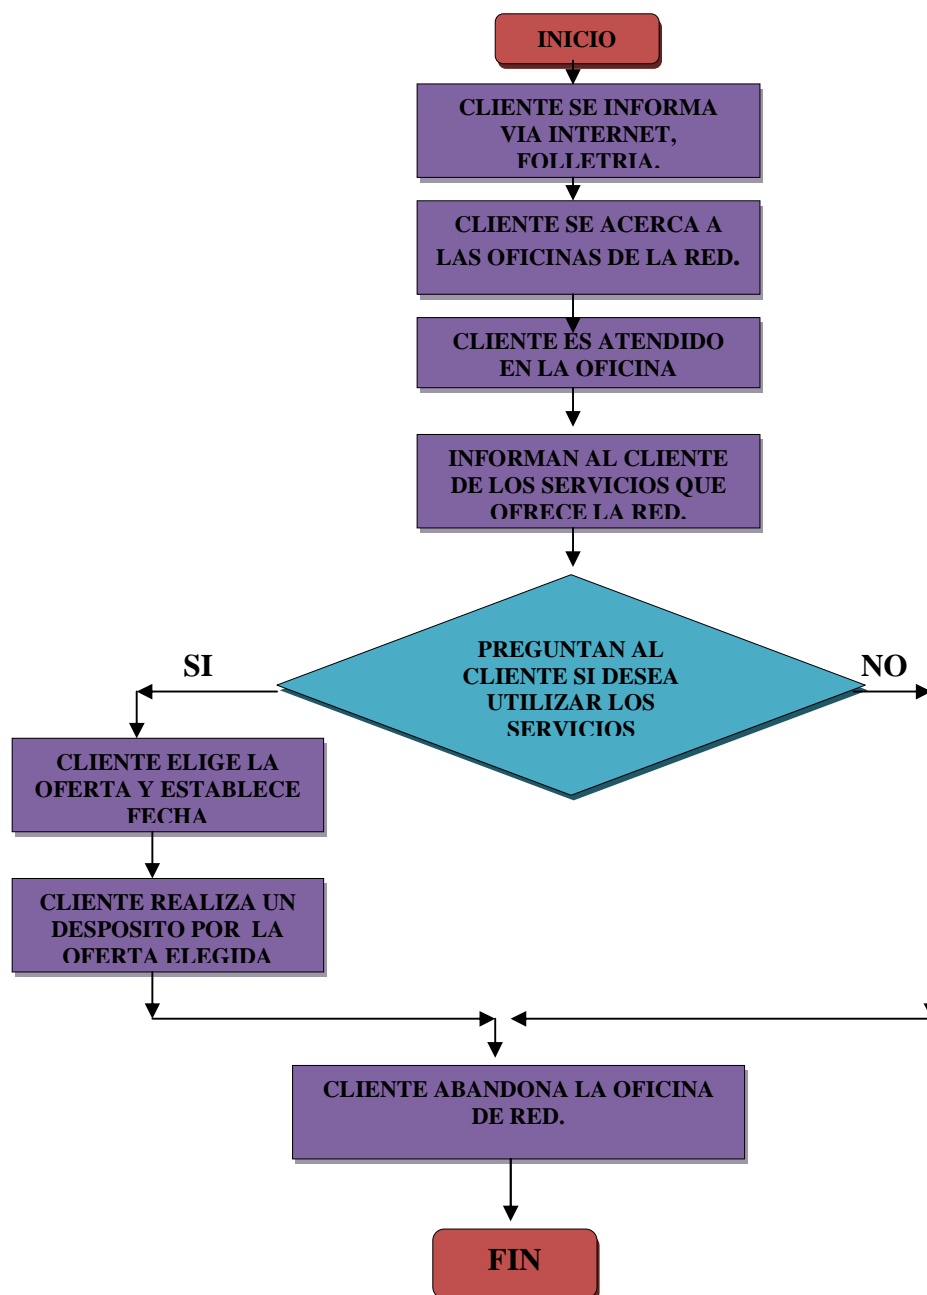 INICIO
CLIENTE SE INFORMA
VIA INTERNET,
FOLLETRIA.
CLIENTE SE ACERCA A
LAS OFICINAS DE LA RED.
CLIENTE ES ATENDIDO
EN LA OFICINA
INFORMAN AL CLIENTE
DE LOS SERVICIOS QUE
OFRECE LA RED.
PREGUNTAN AL
CLIENTE SI DESEA
UTILIZAR LOS
SERVICIOS
SI
NO
CLIENTE ELIGE LA
OFERTA Y ESTABLECE
FECHA
CLIENTE REALIZA UN
DESPOSITO POR LA
OFERTA ELEGIDA
CLIENTE ABANDONA LA OFICINA
DE RED.
FIN